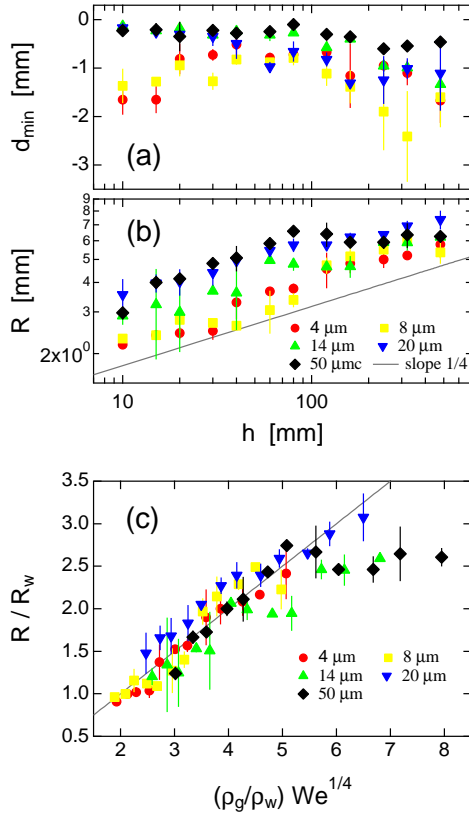 0
-1
-2
-3
d_min [mm]
(a)
9
8
7
6
5
4
3
2x10^0
R [mm]
(b)
4 μm
8 μm
14 μm
20 μm
50 μmc
slope 1/4
10
100
h [mm]
3.5
3.0
2.5
2.0
1.5
1.0
0.5
R / R_w
(c)
4 μm
8 μm
14 μm
20 μm
50 μm
2 3 4 5 6 7 8
(ρ_g/ρ_w) We^1/4